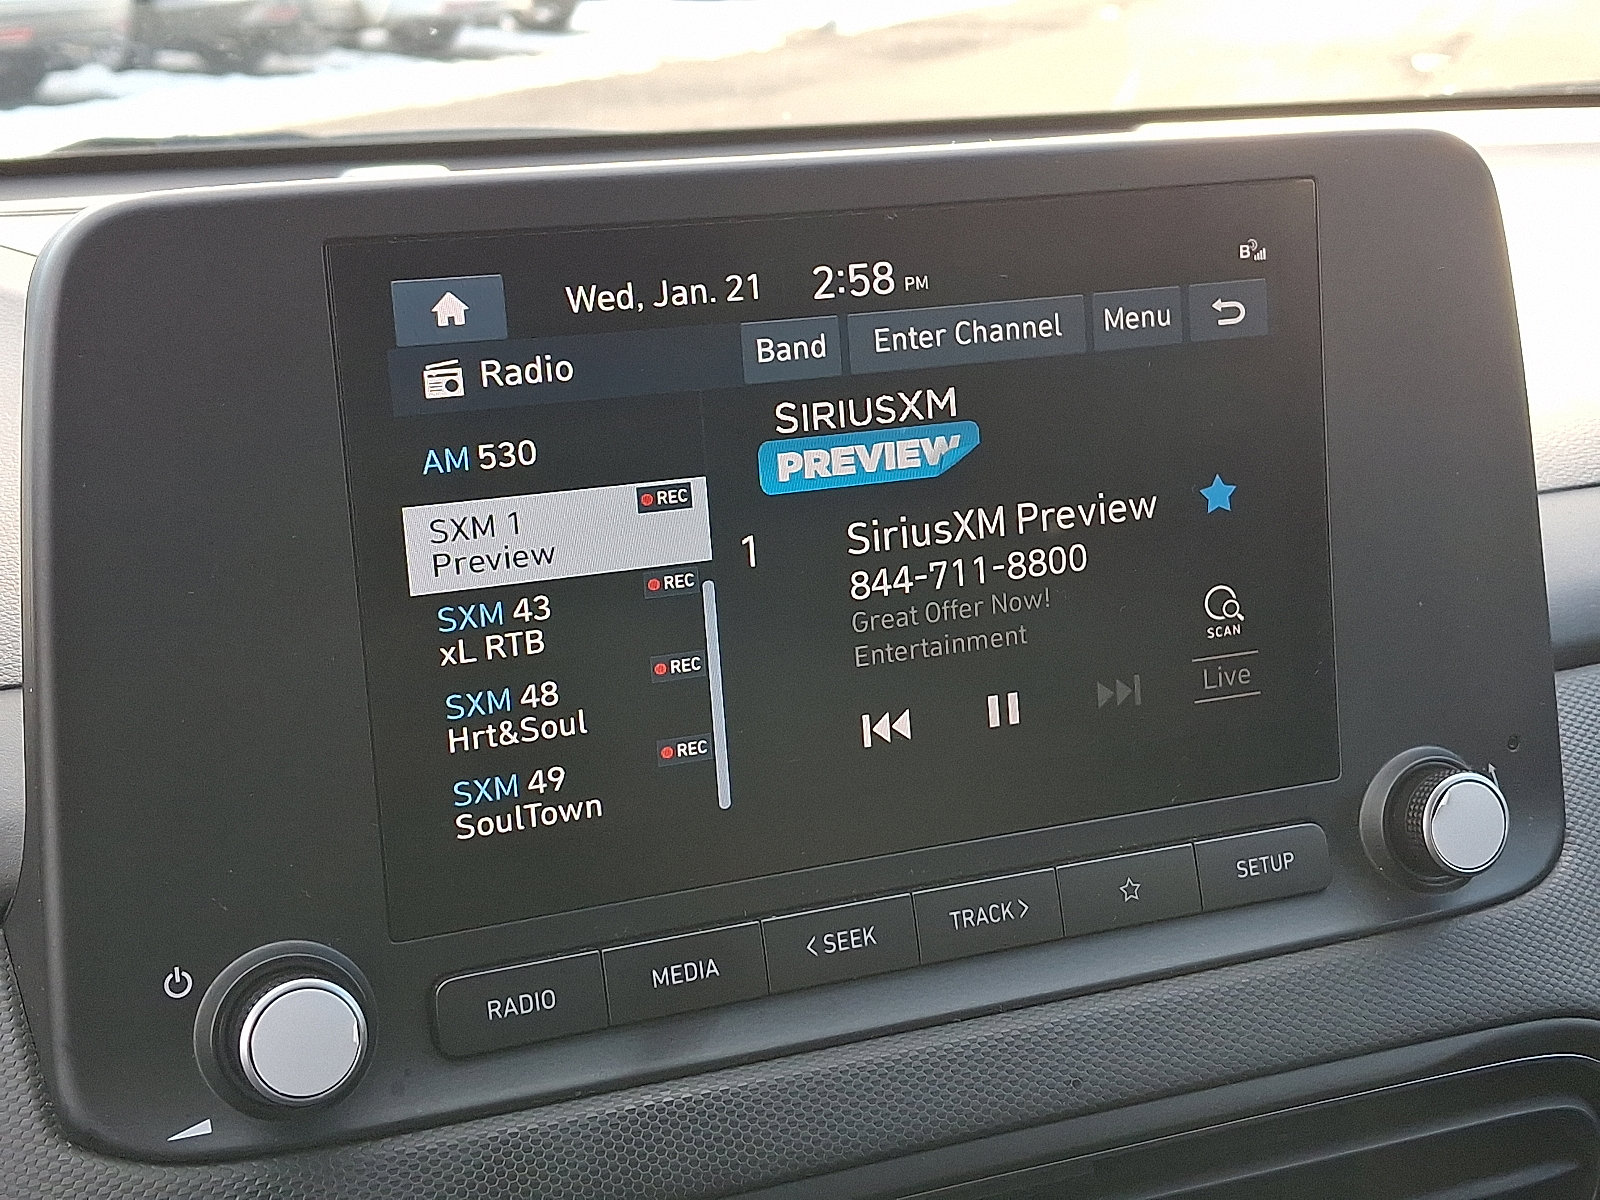 Wed, Jan. 21 2:58 PM
B
Radio
Band
Enter Channel
Menu
AM 530
REC
SXM 1
Preview
REC
SXM 43
xL RTB
REC
SXM 48
Hrt&Soul
REC
SXM 49
SoulTown
SIRIUSXM
PREVIEW
1
SiriusXM Preview
844-711-8800
Great Offer Now!
Entertainment
SCAN
Live
RADIO
MEDIA
< SEEK
TRACK >
SETUP